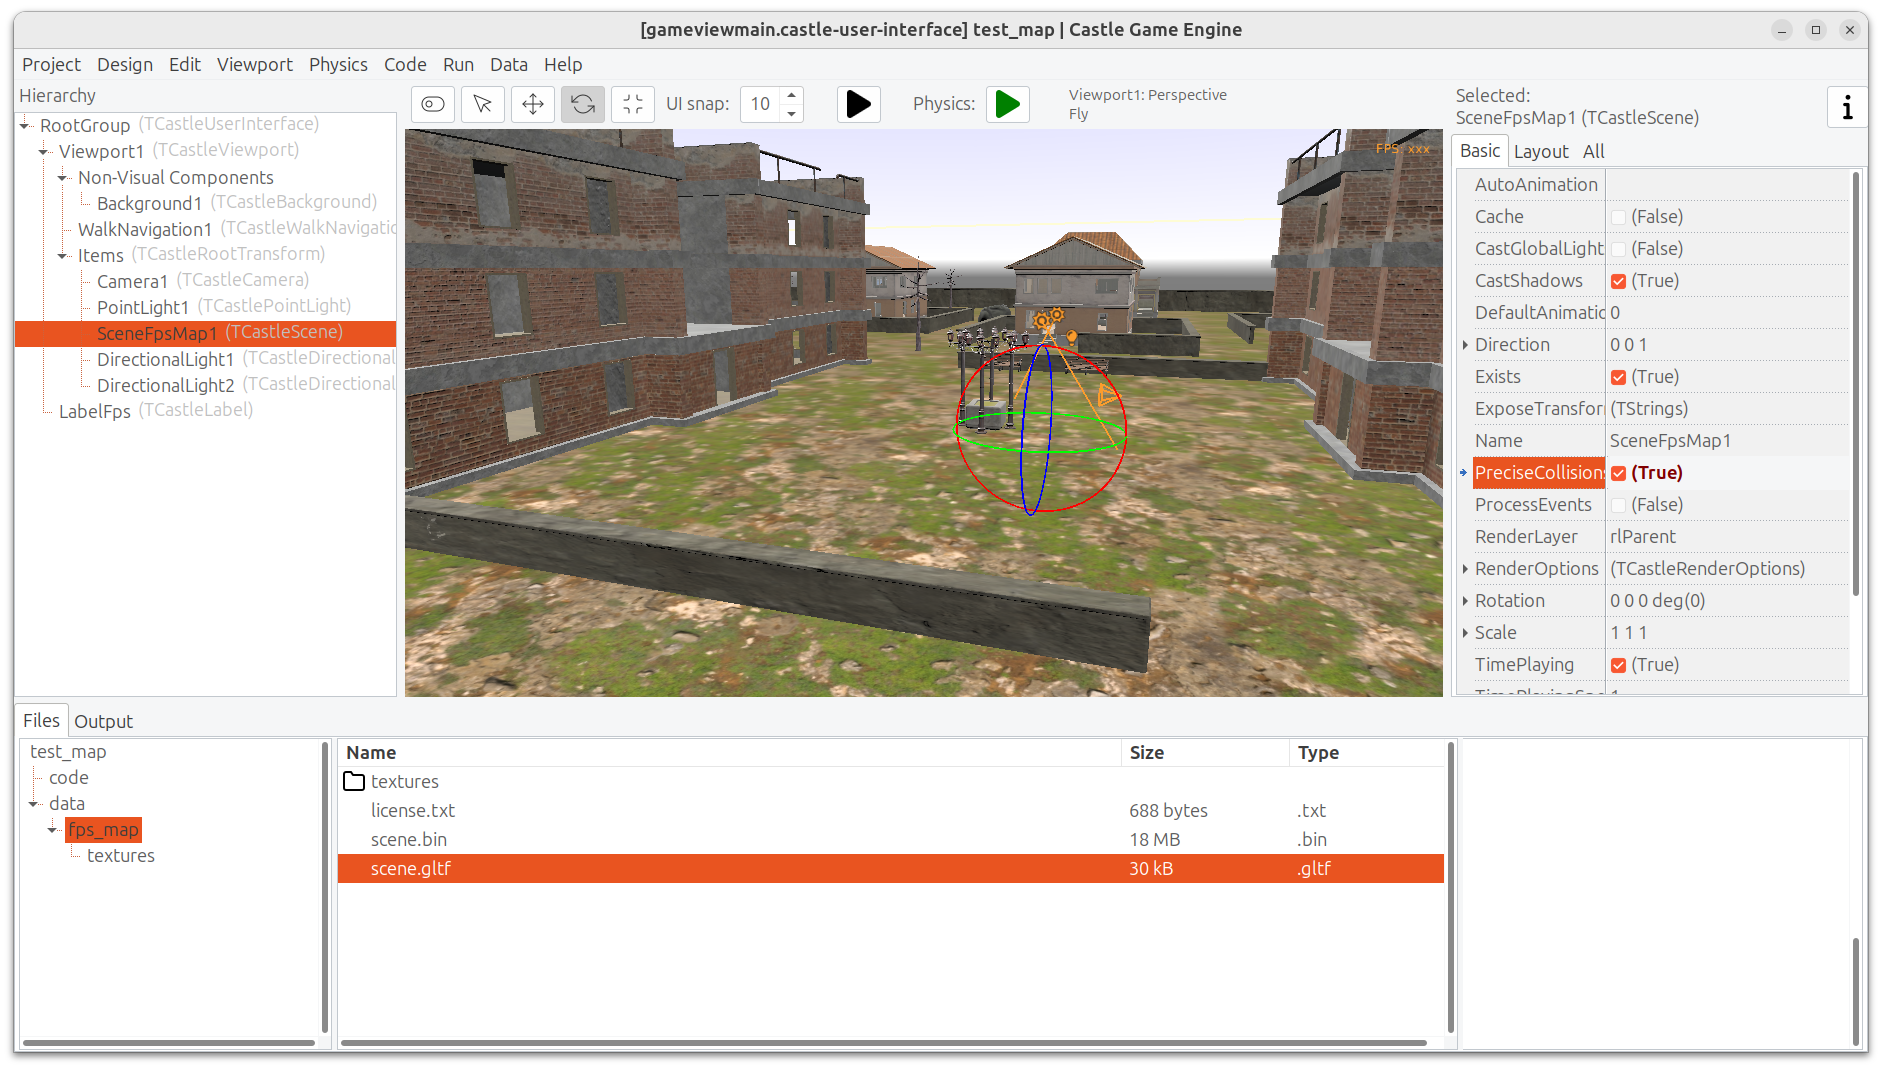 [gameviewmain.castle-user-interface] test_map | Castle Game Engine
Project Design Edit Viewport Physics Code Run Data Help
Hierarchy
RootGroup (TCastleUserInterface)
Viewport1 (TCastleViewport)
Non-Visual Components
Background1 (TCastleBackground)
WalkNavigation1 (TCastleWalkNavigatio
Items (TCastleRootTransform)
Camera1 (TCastleCamera)
PointLight1 (TCastlePointLight)
SceneFpsMap1 (TCastleScene)
DirectionalLight1 (TCastleDirectional
DirectionalLight2 (TCastleDirectional
LabelFps (TCastleLabel)
UI snap: 10
Physics:
Viewport1: Perspective
Fly
FPS: xxx
Selected:
SceneFpsMap1 (TCastleScene)
i
Basic Layout All
AutoAnimation
Cache (False)
CastGlobalLight (False)
CastShadows (True)
DefaultAnimatic 0
Direction 0 0 1
Exists (True)
ExposeTransfor (TStrings)
Name SceneFpsMap1
PreciseCollisions (True)
ProcessEvents (False)
RenderLayer rlParent
RenderOptions (TCastleRenderOptions)
Rotation 0 0 0 deg(0)
Scale 1 1 1
TimePlaying (True)
TimePlayingSpe 1
Files Output
test_map
code
data
fps_map
textures
Name Size Type
textures
license.txt 688 bytes .txt
scene.bin 18 MB .bin
scene.gltf 30 kB .gltf